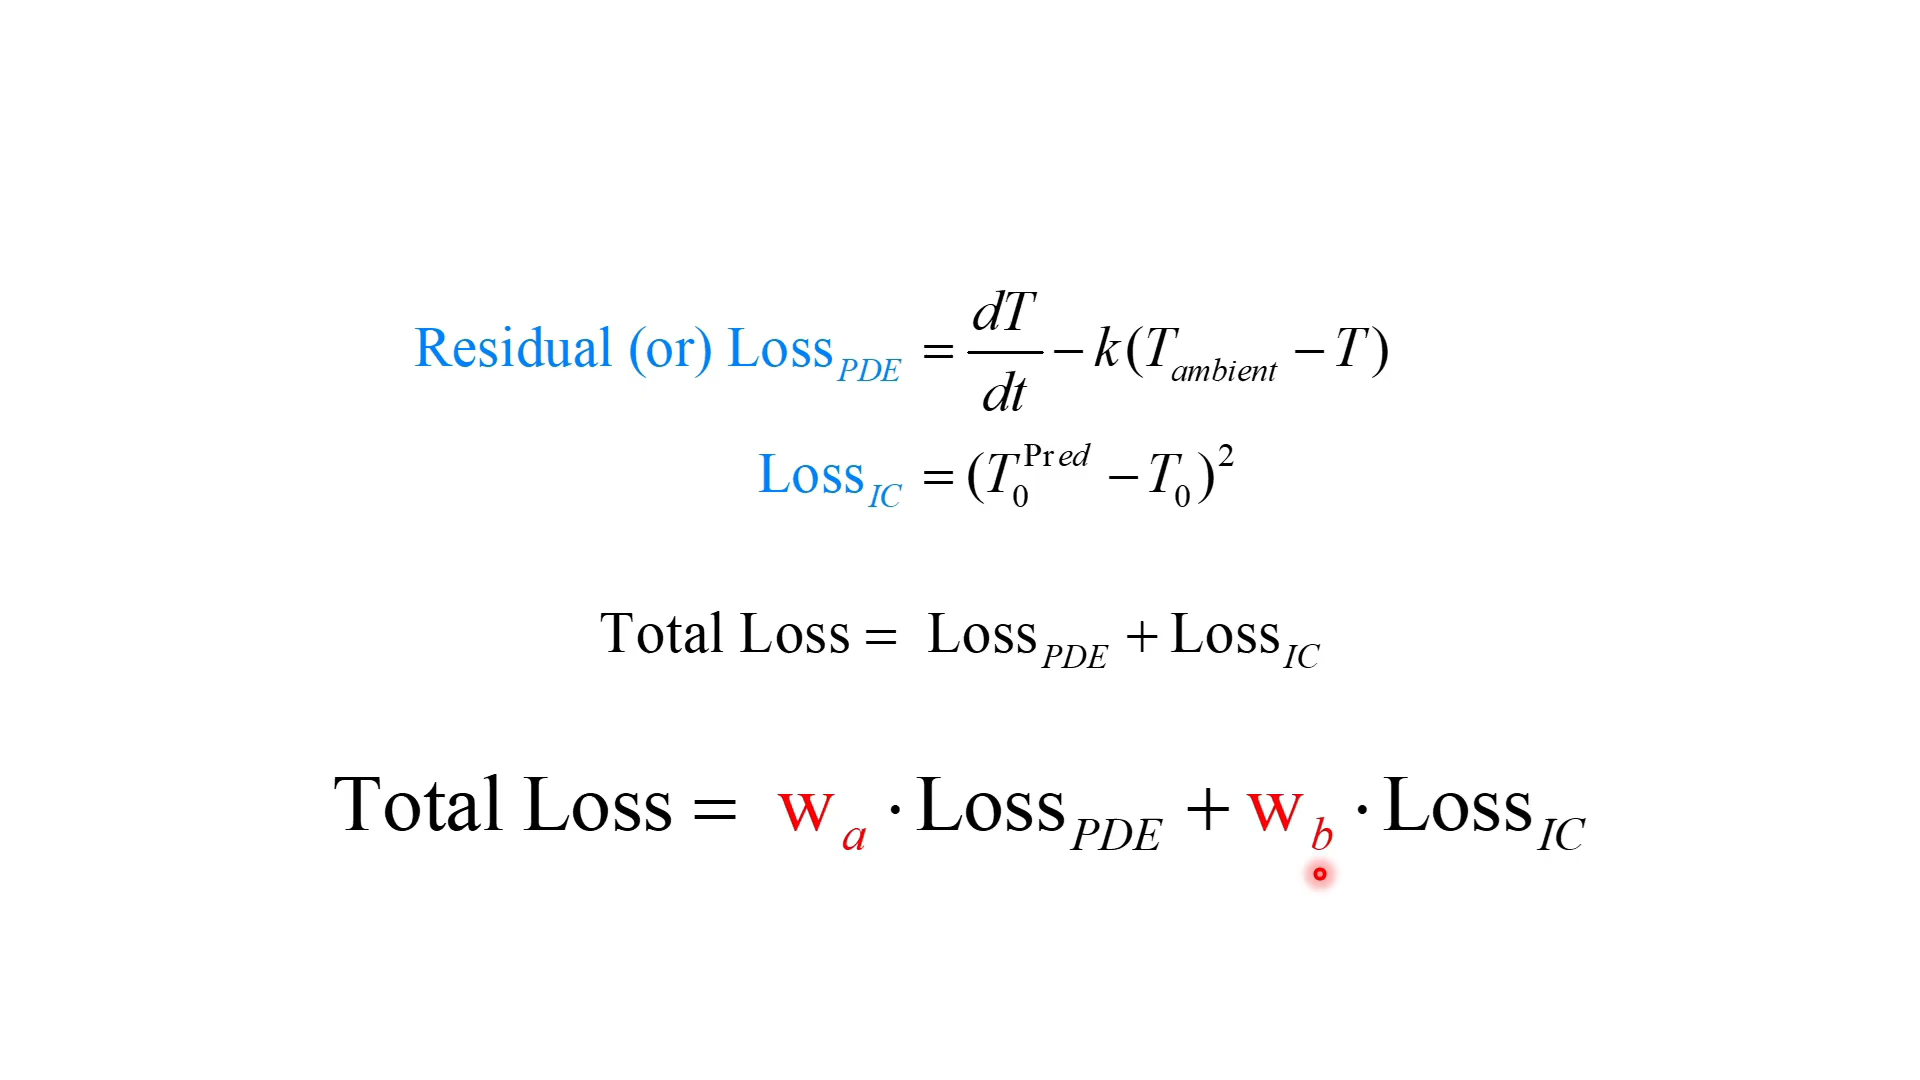 Residual (or) Loss_PDE = dT/dt − k(T_ambient − T)
Loss_IC = (T_0^Pred − T_0)^2
Total Loss = Loss_PDE + Loss_IC
Total Loss = w_a · Loss_PDE + w_b · Loss_IC